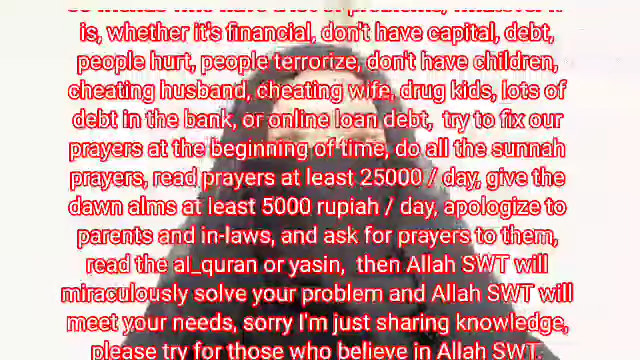 is, whether it's financial, don't have capital, debt,
people hurt, people terrorize, don't have children,
cheating husband, cheating wife, drug kids, lots of
debt in the bank, or online loan debt, try to fix our
prayers at the beginning of time, do all the sunnah
prayers, read prayers at least 25000 / day, give the
dawn alms at least 5000 rupiah / day, apologize to
parents and in-laws, and ask for prayers to them,
read the al_quran or yasin, then Allah SWT will
miraculously solve your problem and Allah SWT will
meet your needs, sorry I'm just sharing knowledge,
please try for those who believe in Allah SWT.